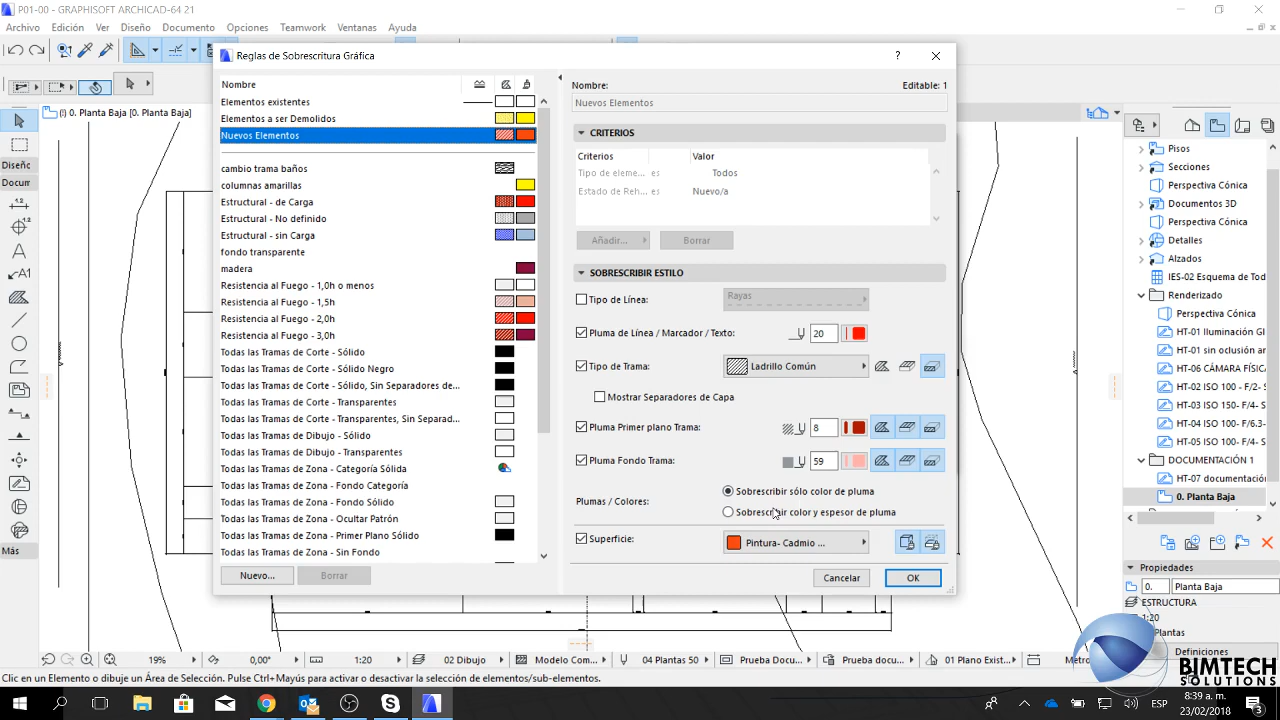 P01-00 - GRAPHISOFT ARCHICAD-64 21
Archivo Edición Ver Diseño Documento Opciones Teamwork Ventanas Ayuda
(!) 0. Planta Baja [0. Planta Baja]
Diseño
Docur
Más
Reglas de Sobrescritura Gráfica
?
Nombre
Elementos existentes
Elementos a ser Demolidos
Nuevos Elementos
cambio trama baños
columnas amarillas
Estructural - de Carga
Estructural - No definido
Estructural - sin Carga
fondo transparente
madera
Resistencia al Fuego - 1,0h o menos
Resistencia al Fuego - 1,5h
Resistencia al Fuego - 2,0h
Resistencia al Fuego - 3,0h
Todas las Tramas de Corte - Sólido
Todas las Tramas de Corte - Sólido Negro
Todas las Tramas de Corte - Sólido, Sin Separadores de...
Todas las Tramas de Corte - Transparentes
Todas las Tramas de Corte - Transparentes, Sin Separad...
Todas las Tramas de Dibujo - Sólido
Todas las Tramas de Dibujo - Transparentes
Todas las Tramas de Zona - Categoría Sólida
Todas las Tramas de Zona - Fondo Categoría
Todas las Tramas de Zona - Fondo Sólido
Todas las Tramas de Zona - Ocultar Patrón
Todas las Tramas de Zona - Primer Plano Sólido
Todas las Tramas de Zona - Sin Fondo
Nuevo... Borrar
Nombre: Editable: 1
Nuevos Elementos
CRITERIOS
Criterios Valor
Tipo de eleme... es Todos
Estado de Reh... es Nuevo/a
Añadir... Borrar
SOBRESCRIBIR ESTILO
Tipo de Línea: Rayas
Pluma de Línea / Marcador / Texto: 20
Tipo de Trama: Ladrillo Común
Mostrar Separadores de Capa
Pluma Primer plano Trama: 8
Pluma Fondo Trama: 59
Plumas / Colores: Sobrescribir sólo color de pluma
Sobrescribir color y espesor de pluma
Superficie: Pintura- Cadmio ...
Cancelar OK
Pisos
Secciones
Perspectiva Cónica
Documentos 3D
Perspectiva Cónica
Detalles
Alzados
IES-02 Esquema de Tod
Renderizado
Perspectiva Cónica
HT-01 Iluminación Gl
HT-01 sin oclusión ar
HT-06 CÁMARA FÍSICA
HT-02 ISO 100 - F/2- S
HT-03 ISO 150- F/4- S
HT-04 ISO 100- F/6.3-
HT-05 ISO 100- F/4- S
DOCUMENTACIÓN 1
HT-07 documentació
0. Planta Baja
Propiedades
0. Planta Baja
ESTRUCTURA
1:20
Plantas
Definiciones
BIMTECH
SOLUTIONS
19% 0,00° 1:20 02 Dibujo Modelo Com... 04 Plantas 50 Prueba Docu... Prueba docu... 01 Plano Exist... Metro
Clic en un Elemento o dibuje un Área de Selección. Pulse Ctrl+Mayús para activar o desactivar la selección de elementos/sub-elementos.
ESP
8:39 a. m.
23/02/2018